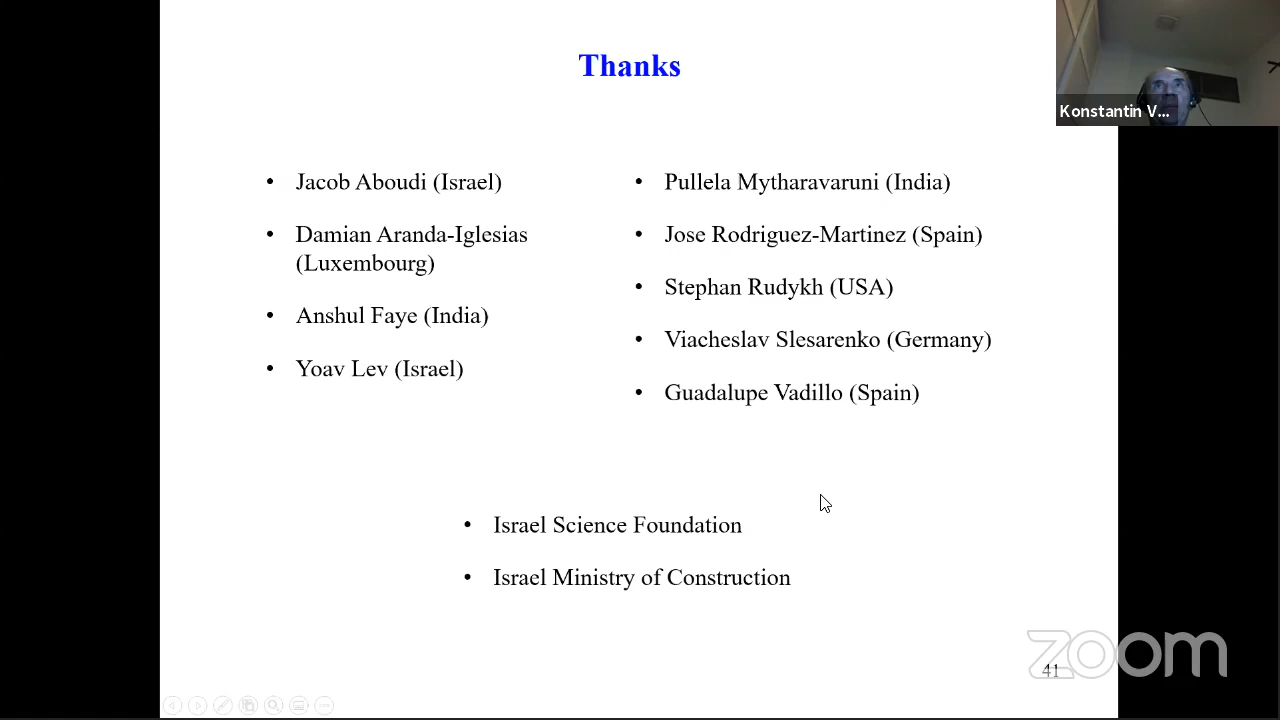 Thanks
Konstantin V...
• Jacob Aboudi (Israel)
• Damian Aranda-Iglesias
(Luxembourg)
• Anshul Faye (India)
• Yoav Lev (Israel)
• Pullela Mytharavaruni (India)
• Jose Rodriguez-Martinez (Spain)
• Stephan Rudykh (USA)
• Viacheslav Slesarenko (Germany)
• Guadalupe Vadillo (Spain)
• Israel Science Foundation
• Israel Ministry of Construction
zoom
41